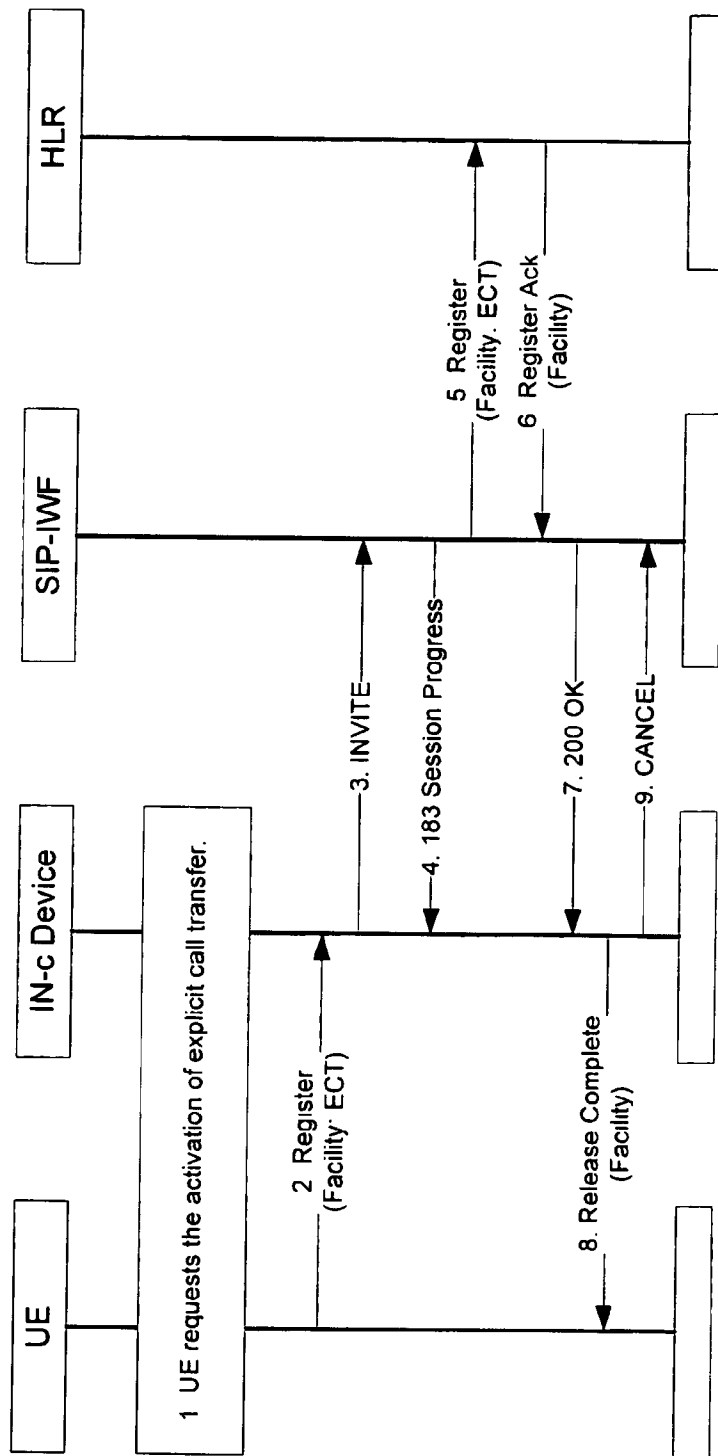 UE
IN-c Device
SIP-IWF
HLR
1 UE requests the activation of explicit call transfer.
2 Register
(Facility: ECT)
3. INVITE
4. 183 Session Progress
5 Register
(Facility. ECT)
6 Register Ack
(Facility)
7. 200 OK
8. Release Complete
(Facility)
9. CANCEL